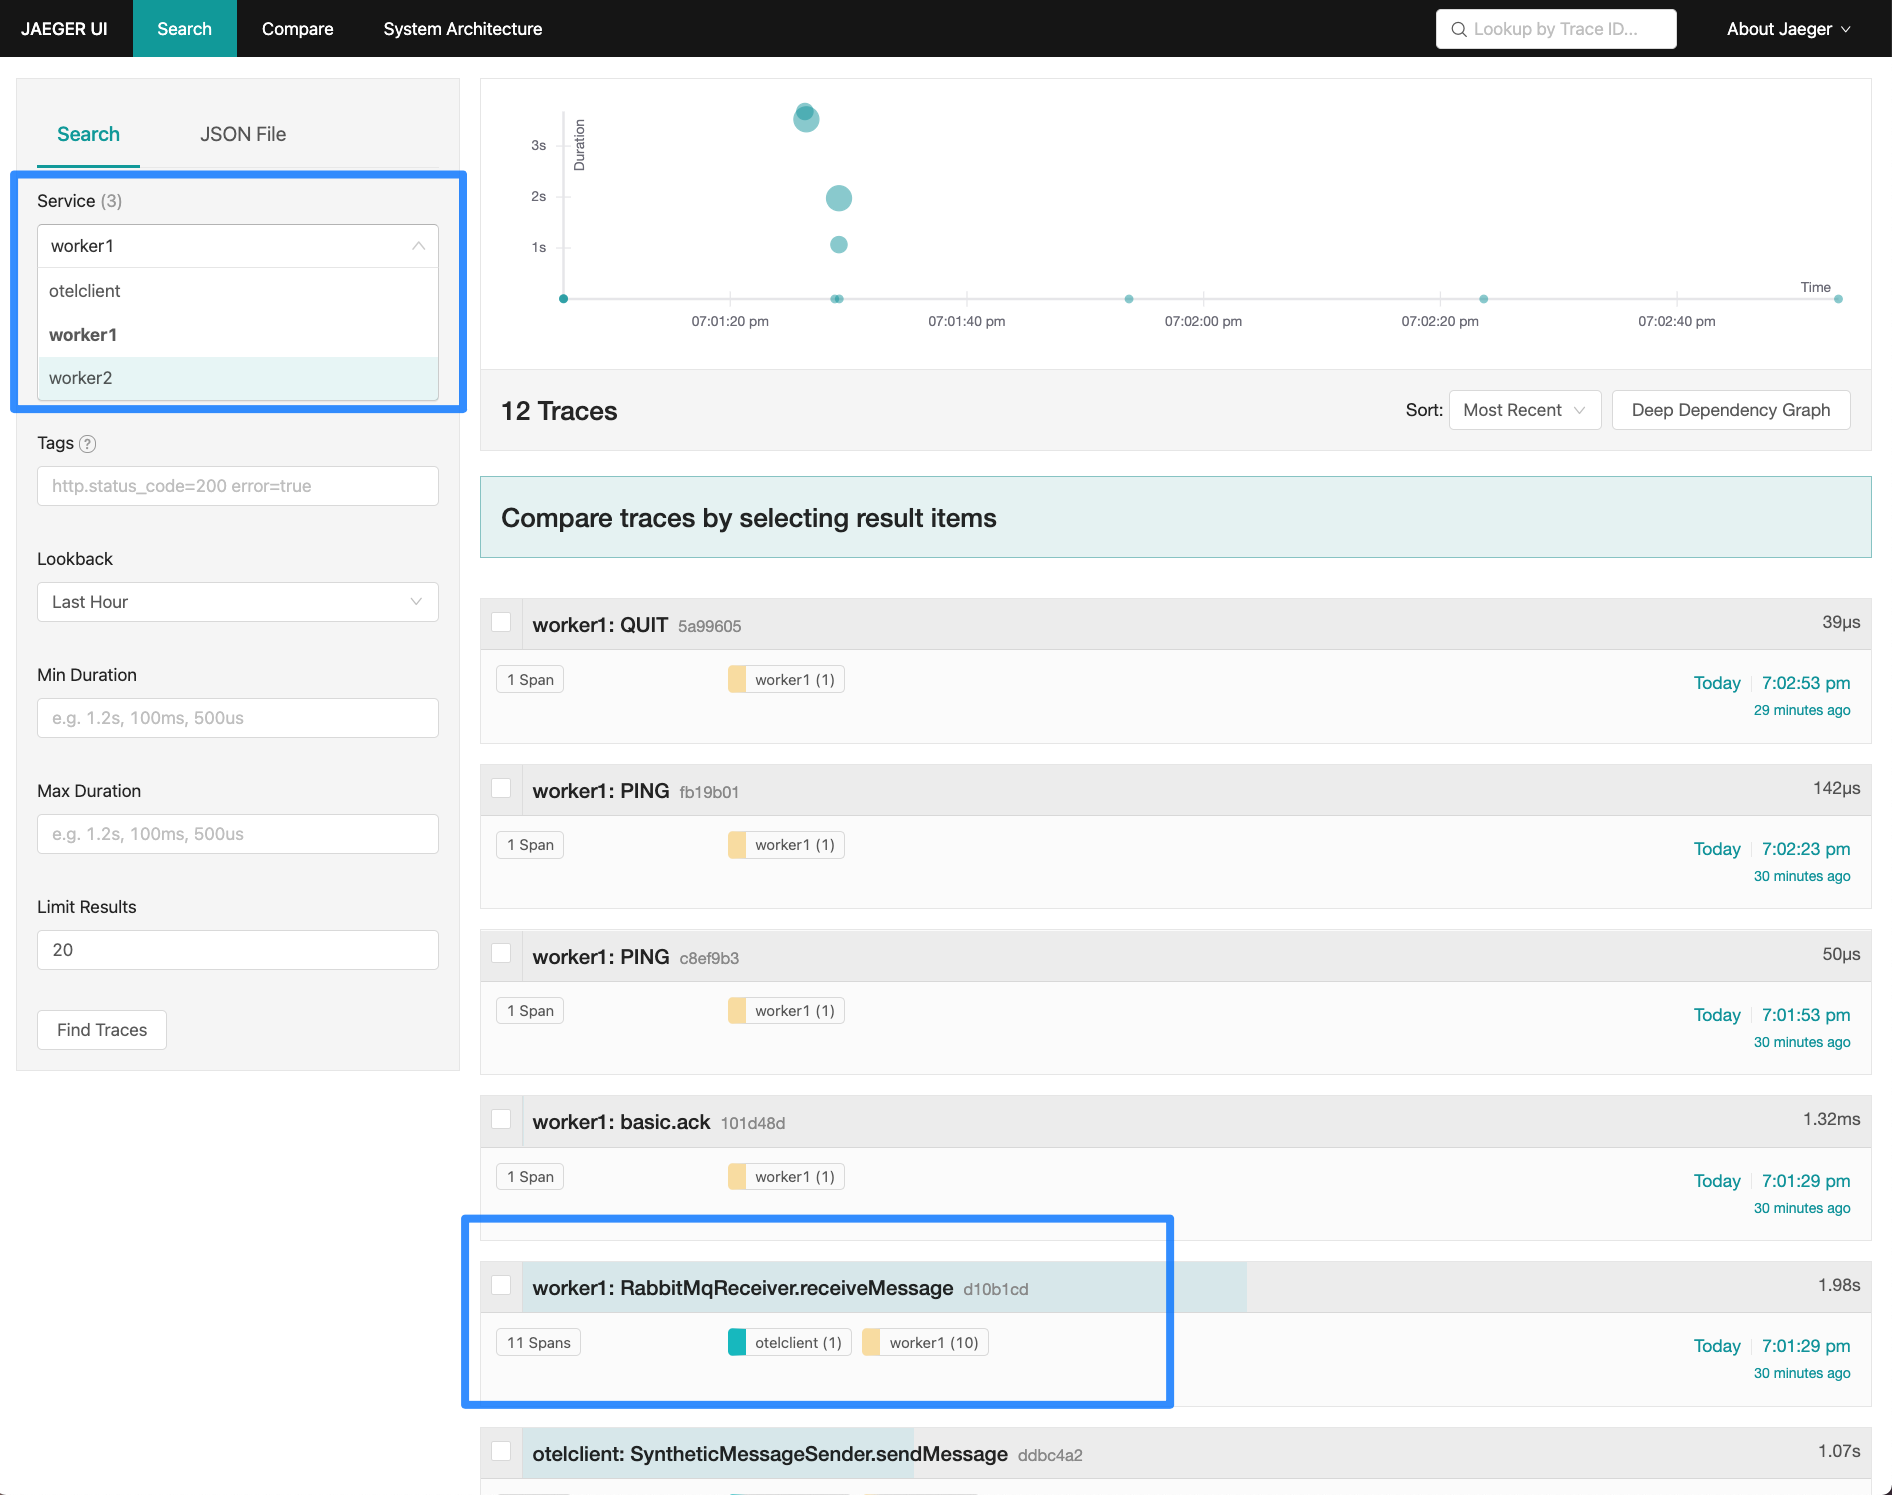 JAEGER UI
Search
Compare
System Architecture
Lookup by Trace ID...
About Jaeger
Search
JSON File
Service (3)
worker1
otelclient
worker1
worker2
Tags ?
http.status_code=200 error=true
Lookback
Last Hour
Min Duration
e.g. 1.2s, 100ms, 500us
Max Duration
e.g. 1.2s, 100ms, 500us
Limit Results
20
Find Traces
Duration
3s
2s
1s
Time
07:01:20 pm
07:01:40 pm
07:02:00 pm
07:02:20 pm
07:02:40 pm
12 Traces
Sort: Most Recent
Deep Dependency Graph
Compare traces by selecting result items
worker1: QUIT 5a99605
39μs
1 Span
worker1 (1)
Today 7:02:53 pm
29 minutes ago
worker1: PING fb19b01
142μs
1 Span
worker1 (1)
Today 7:02:23 pm
30 minutes ago
worker1: PING c8ef9b3
50μs
1 Span
worker1 (1)
Today 7:01:53 pm
30 minutes ago
worker1: basic.ack 101d48d
1.32ms
1 Span
worker1 (1)
Today 7:01:29 pm
30 minutes ago
worker1: RabbitMqReceiver.receiveMessage d10b1cd
1.98s
11 Spans
otelclient (1)
worker1 (10)
Today 7:01:29 pm
30 minutes ago
otelclient: SyntheticMessageSender.sendMessage ddbc4a2
1.07s